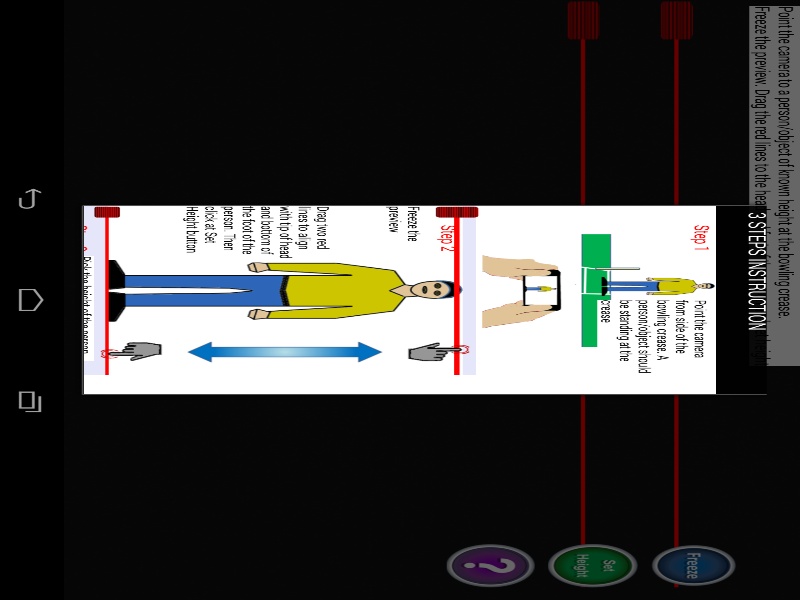 Point the camera to a person/object of known height at the bowling crease.
Freeze the preview. Drag the red lines to the hea
3 STEPS INSTRUCTION
Step 1
Point the camera
from side of the
bowling crease. A
person/object should
be standing at the
crease
Step 2
Freeze the
preview
Drag two red
lines to align
with tip of head
and bottom of
the foot of the
person. Then
click at Set
Height button
Pick the height of the person
Freeze
Set
Height
?